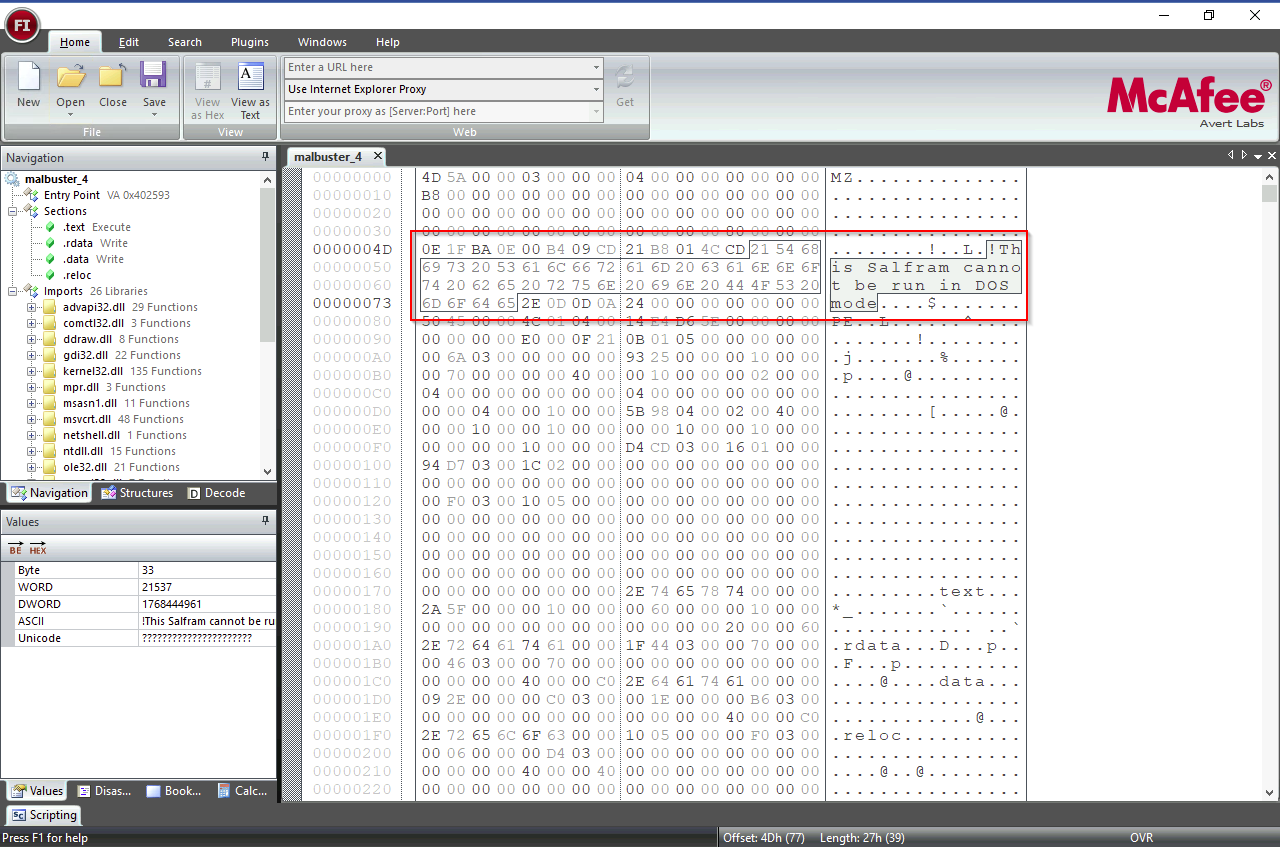 FI
Home Edit Search Plugins Windows Help
New Open Close Save
File
View as Hex View as Text
View
Enter a URL here
Use Internet Explorer Proxy
Enter your proxy as [Server:Port] here
Get
Web
McAfee®
Avert Labs
Navigation
malbuster_4
Entry Point VA 0x402593
Sections
.text Execute
.rdata Write
.data Write
.reloc
Imports 26 Libraries
advapi32.dll 29 Functions
comctl32.dll 3 Functions
ddraw.dll 8 Functions
gdi32.dll 22 Functions
kernel32.dll 135 Functions
mpr.dll 3 Functions
msasn1.dll 11 Functions
msvcrt.dll 48 Functions
netshell.dll 1 Functions
ntdll.dll 15 Functions
ole32.dll 21 Functions
Navigation Structures Decode
Values
BE HEX
Byte 33
WORD 21537
DWORD 1768444961
ASCII !This Salfram cannot be ru
Unicode ??????????????????????
Values Disas... Book... Calc...
Scripting
malbuster_4
00000000 4D 5A 00 00 03 00 00 00 04 00 00 00 00 00 00 00 MZ..............
00000010 B8 00 00 00 00 00 00 00 00 00 00 00 00 00 00 00 ................
00000020 00 00 00 00 00 00 00 00 00 00 00 00 00 00 00 00 ................
00000030 00 00 00 00 00 00 00 00 00 00 00 00 80 00 00 00 ................
0000004D 0E 1F BA 0E 00 B4 09 CD 21 B8 01 4C CD 21 54 68 ........!..L.!Th
00000050 69 73 20 53 61 6C 66 72 61 6D 20 63 61 6E 6E 6F is Salfram canno
00000060 74 20 62 65 20 72 75 6E 20 69 6E 20 44 4F 53 20 t be run in DOS
00000073 6D 6F 64 65 2E 0D 0D 0A 24 00 00 00 00 00 00 00 mode....$.......
00000080 50 45 00 00 4C 01 04 00 14 E4 D6 5E 00 00 00 00 PE..L......^....
00000090 00 00 00 00 E0 00 0F 21 0B 01 05 00 00 00 00 00 .......!........
000000A0 00 6A 03 00 00 00 00 00 93 25 00 00 00 10 00 00 .j.......%......
000000B0 00 70 00 00 00 00 40 00 00 10 00 00 00 02 00 00 .p....@.........
000000C0 04 00 00 00 00 00 00 00 04 00 00 00 00 00 00 00 ................
000000D0 00 00 04 00 00 10 00 00 5B 98 04 00 02 00 40 00 ........[.....@.
000000E0 00 00 10 00 00 10 00 00 00 00 10 00 00 10 00 00 ................
000000F0 00 00 00 00 10 00 00 00 D4 CD 03 00 16 01 00 00 ................
00000100 94 D7 03 00 1C 02 00 00 00 00 00 00 00 00 00 00 ................
00000110 00 00 00 00 00 00 00 00 00 00 00 00 00 00 00 00 ................
00000120 00 F0 03 00 10 05 00 00 00 00 00 00 00 00 00 00 ................
00000130 00 00 00 00 00 00 00 00 00 00 00 00 00 00 00 00 ................
00000140 00 00 00 00 00 00 00 00 00 00 00 00 00 00 00 00 ................
00000150 00 00 00 00 00 00 00 00 00 00 00 00 00 00 00 00 ................
00000160 00 00 00 00 00 00 00 00 00 00 00 00 00 00 00 00 ................
00000170 00 00 00 00 00 00 00 00 2E 74 65 78 74 00 00 00 .........text...
00000180 2A 5F 00 00 00 10 00 00 00 60 00 00 00 10 00 00 *_.......`......
00000190 00 00 00 00 00 00 00 00 00 00 00 00 20 00 00 60 ............ ..`
000001A0 2E 72 64 61 74 61 00 00 1F 44 03 00 00 70 00 00 .rdata...D...p..
000001B0 00 46 03 00 00 70 00 00 00 00 00 00 00 00 00 00 .F...p..........
000001C0 00 00 00 00 40 00 00 C0 2E 64 61 74 61 00 00 00 ....@....data...
000001D0 09 2E 00 00 00 C0 03 00 00 1E 00 00 00 B6 03 00 ................
000001E0 00 00 00 00 00 00 00 00 00 00 00 00 40 00 00 C0 ............@...
000001F0 2E 72 65 6C 6F 63 00 00 10 05 00 00 00 F0 03 00 .reloc..........
00000200 00 06 00 00 00 D4 03 00 00 00 00 00 00 00 00 00 ................
00000210 00 00 00 00 40 00 00 40 00 00 00 00 00 00 00 00 ....@..@........
00000220 00 00 00 00 00 00 00 00 00 00 00 00 00 00 00 00 ................
Press F1 for help
Offset: 4Dh (77) Length: 27h (39) OVR